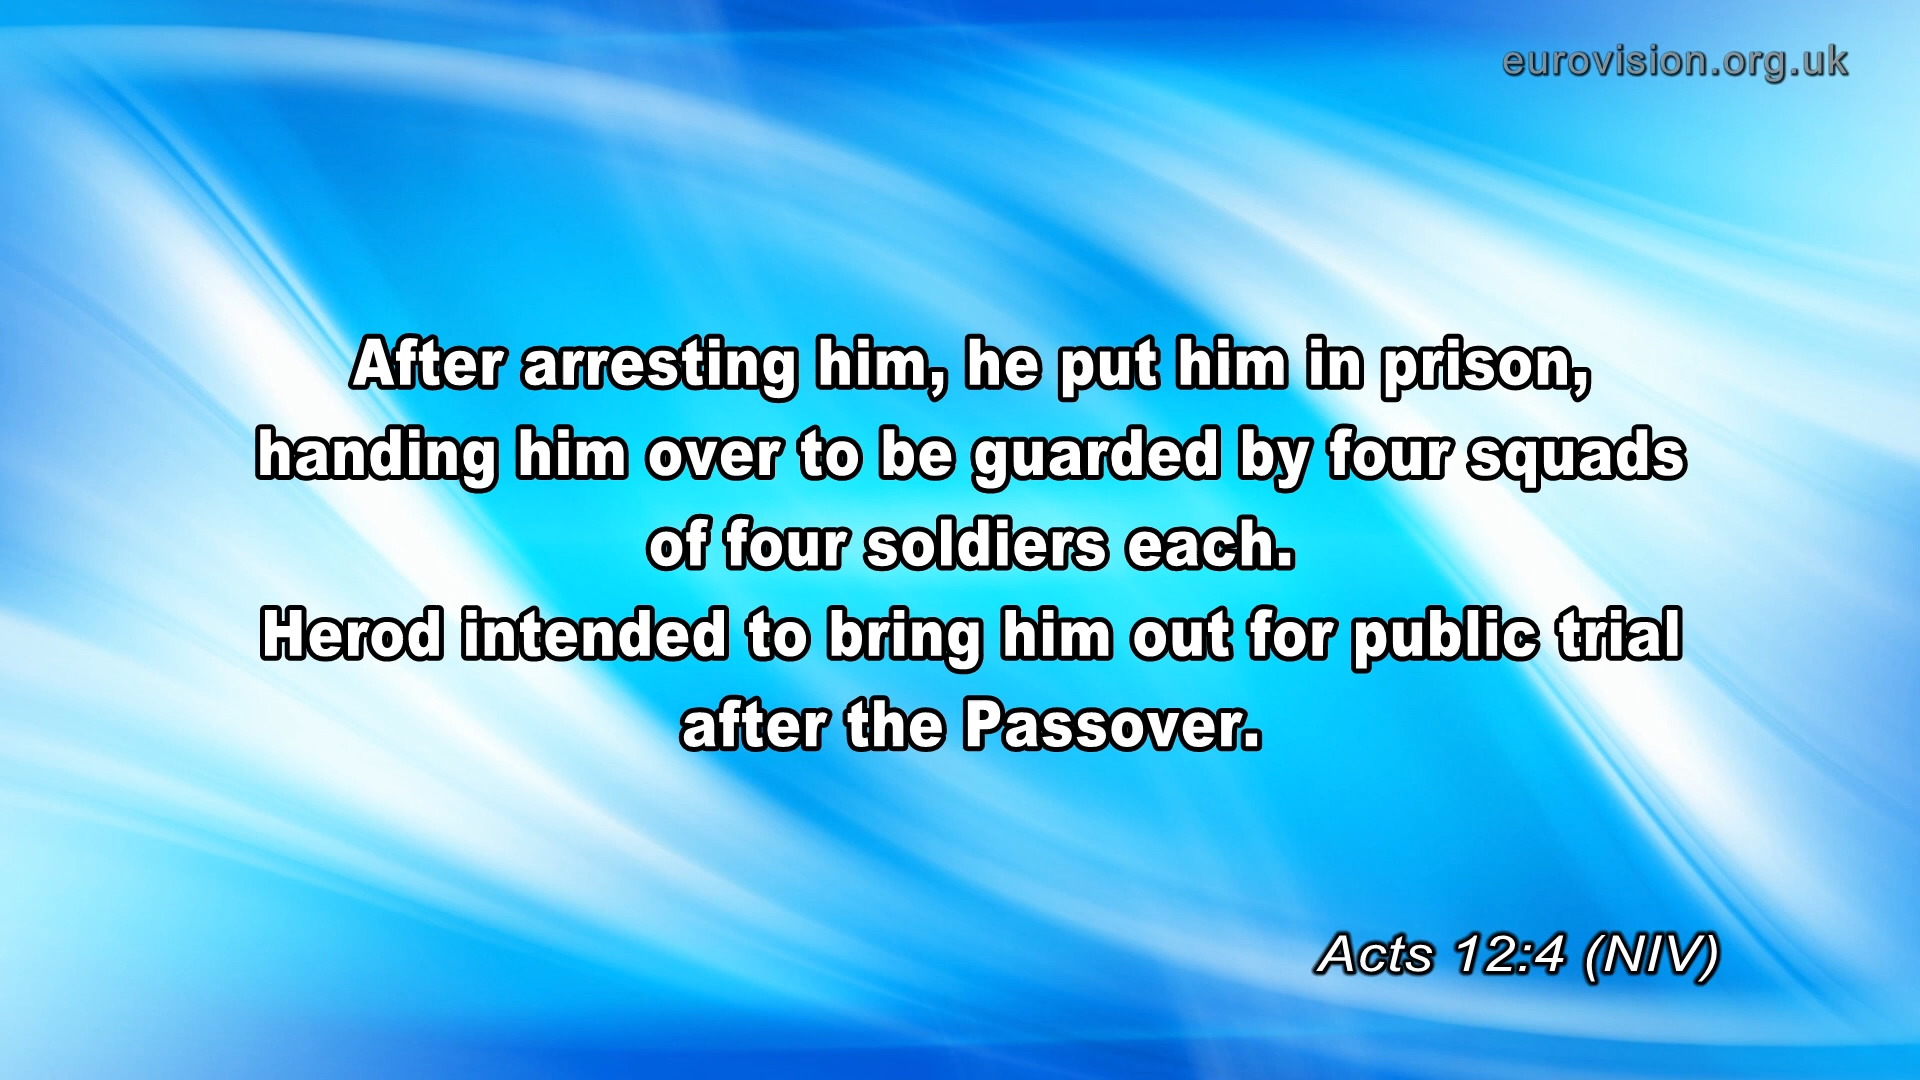 eurovision.org.uk
After arresting him, he put him in prison,
handing him over to be guarded by four squads
of four soldiers each.
Herod intended to bring him out for public trial
after the Passover.
Acts 12:4 (NIV)